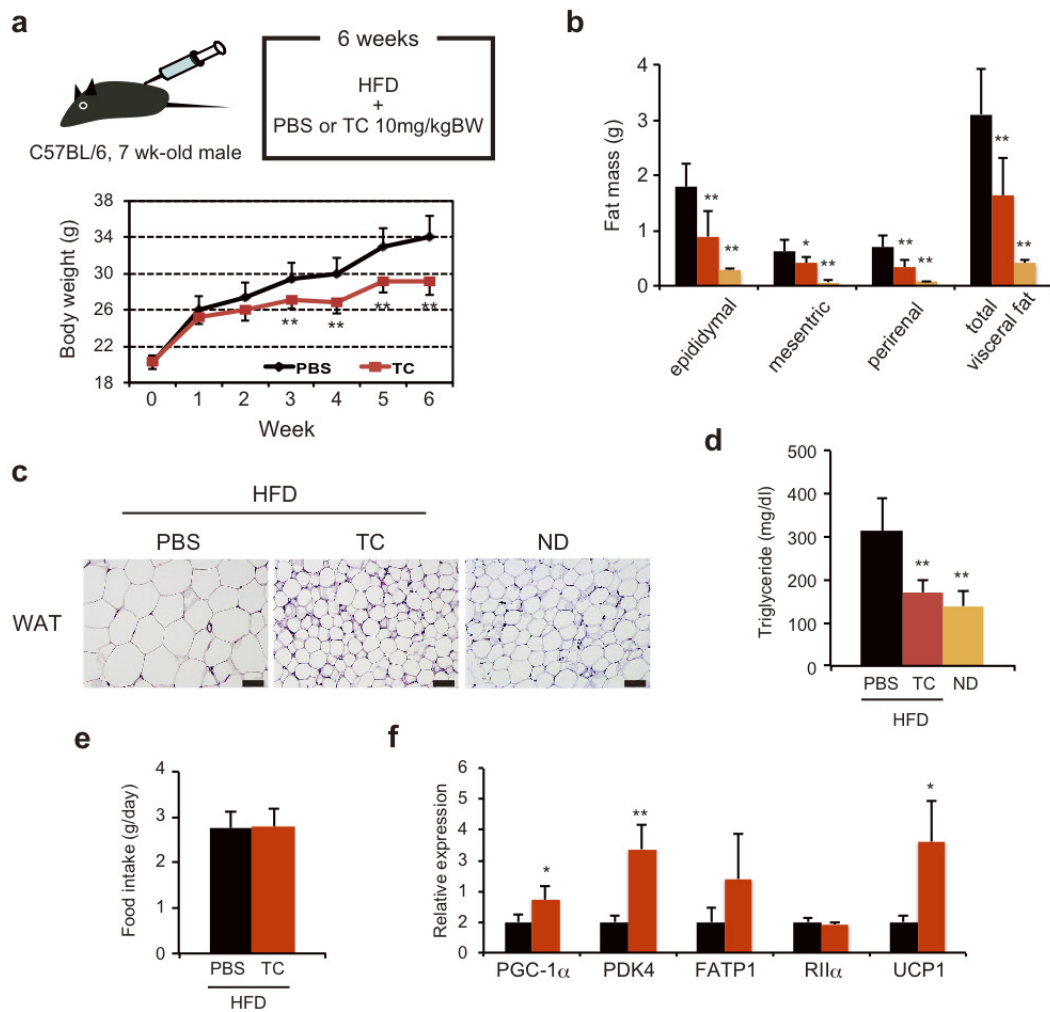 a
6 weeks
HFD
+
PBS or TC 10mg/kgBW
C57BL/6, 7 wk-old male
Body weight (g)
38
34
30
26
22
18
** ** ** **
PBS TC
0 1 2 3 4 5 6
Week
b
Fat mass (g)
4
3
2
1
0
** ** * ** ** ** ** **
epididymal
mesentric
perirenal
total
visceral fat
c
HFD
PBS TC ND
WAT
d
Triglyceride (mg/dl)
500
400
300
200
100
0
** **
PBS TC ND
HFD
e
Food intake (g/day)
4
3
2
1
0
PBS TC
HFD
f
Relative expression
6
5
4
3
1
2
0
* ** *
PGC-1α PDK4 FATP1 RIIα UCP1